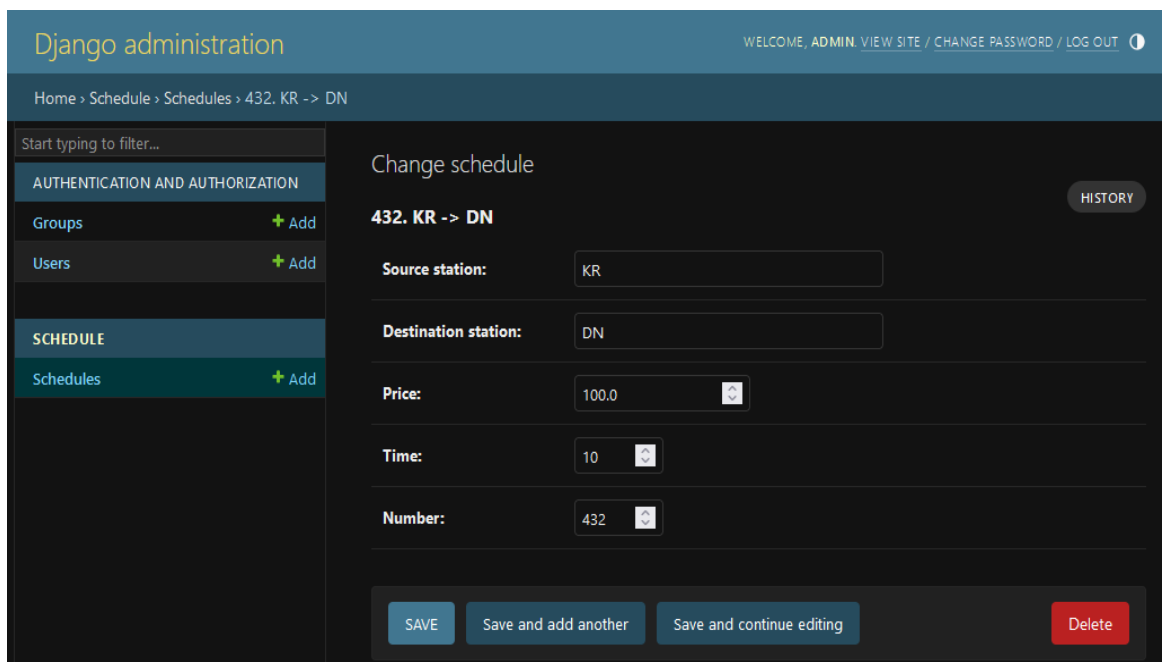 Django administration
WELCOME, ADMIN. VIEW SITE / CHANGE PASSWORD / LOG OUT
Home › Schedule › Schedules › 432. KR -> DN
Start typing to filter...
AUTHENTICATION AND AUTHORIZATION
Groups + Add
Users + Add
SCHEDULE
Schedules + Add
Change schedule
HISTORY
432. KR -> DN
Source station: KR
Destination station: DN
Price: 100.0
Time: 10
Number: 432
SAVE Save and add another Save and continue editing Delete